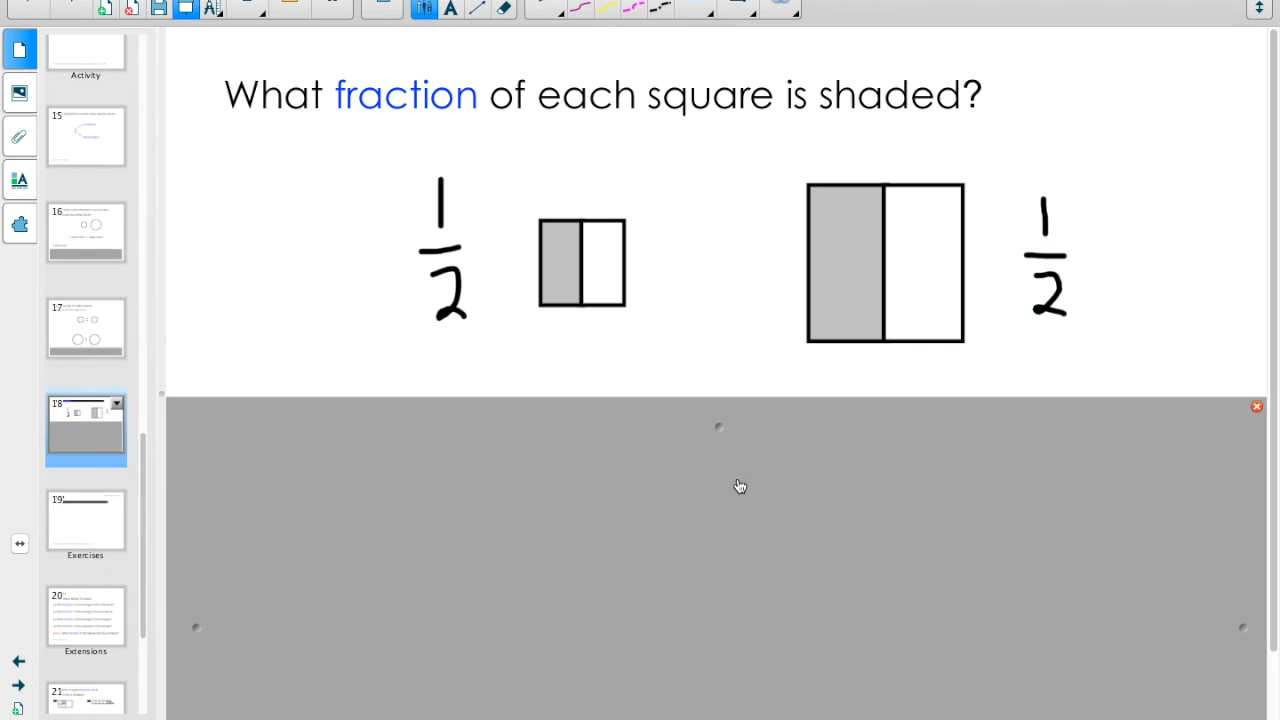 What fraction of each square is shaded?
1
2
1
2
Activity
15
16
17
18
19
Exercises
20
Extensions
21